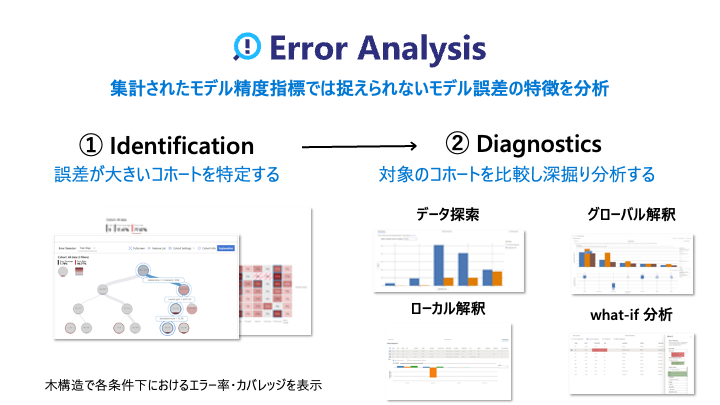 Error Analysis
集計されたモデル精度指標では捉えられないモデル誤差の特徴を分析
① Identification
② Diagnostics
誤差が大きいコホートを特定する
対象のコホートを比較し深掘り分析する
データ探索
グローバル解釈
ローカル解釈
what-if 分析
木構造で各条件下におけるエラー率・カバレッジを表示